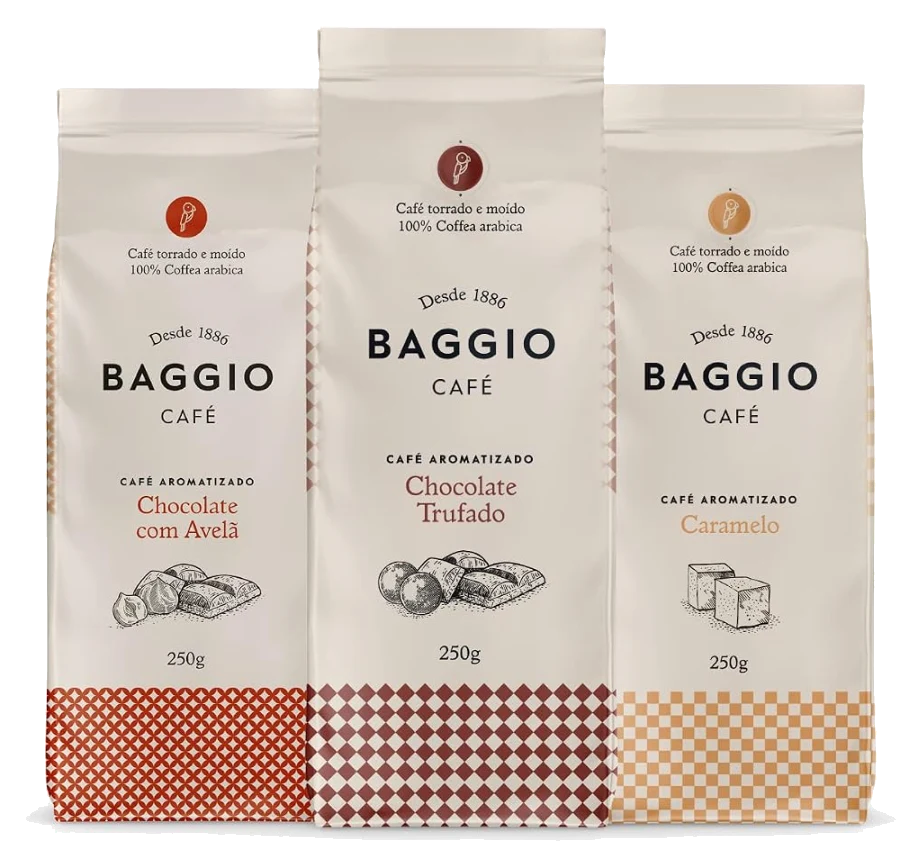 Café torrado e moído
100% Coffea arabica
Desde 1886
BAGGIO
CAFÉ
CAFÉ AROMATIZADO
Chocolate
com Avelã
250g
Café torrado e moído
100% Coffea arabica
Desde 1886
BAGGIO
CAFÉ
CAFÉ AROMATIZADO
Chocolate
Trufado
250g
Café torrado e moído
100% Coffea arabica
Desde 1886
BAGGIO
CAFÉ
CAFÉ AROMATIZADO
Caramelo
250g